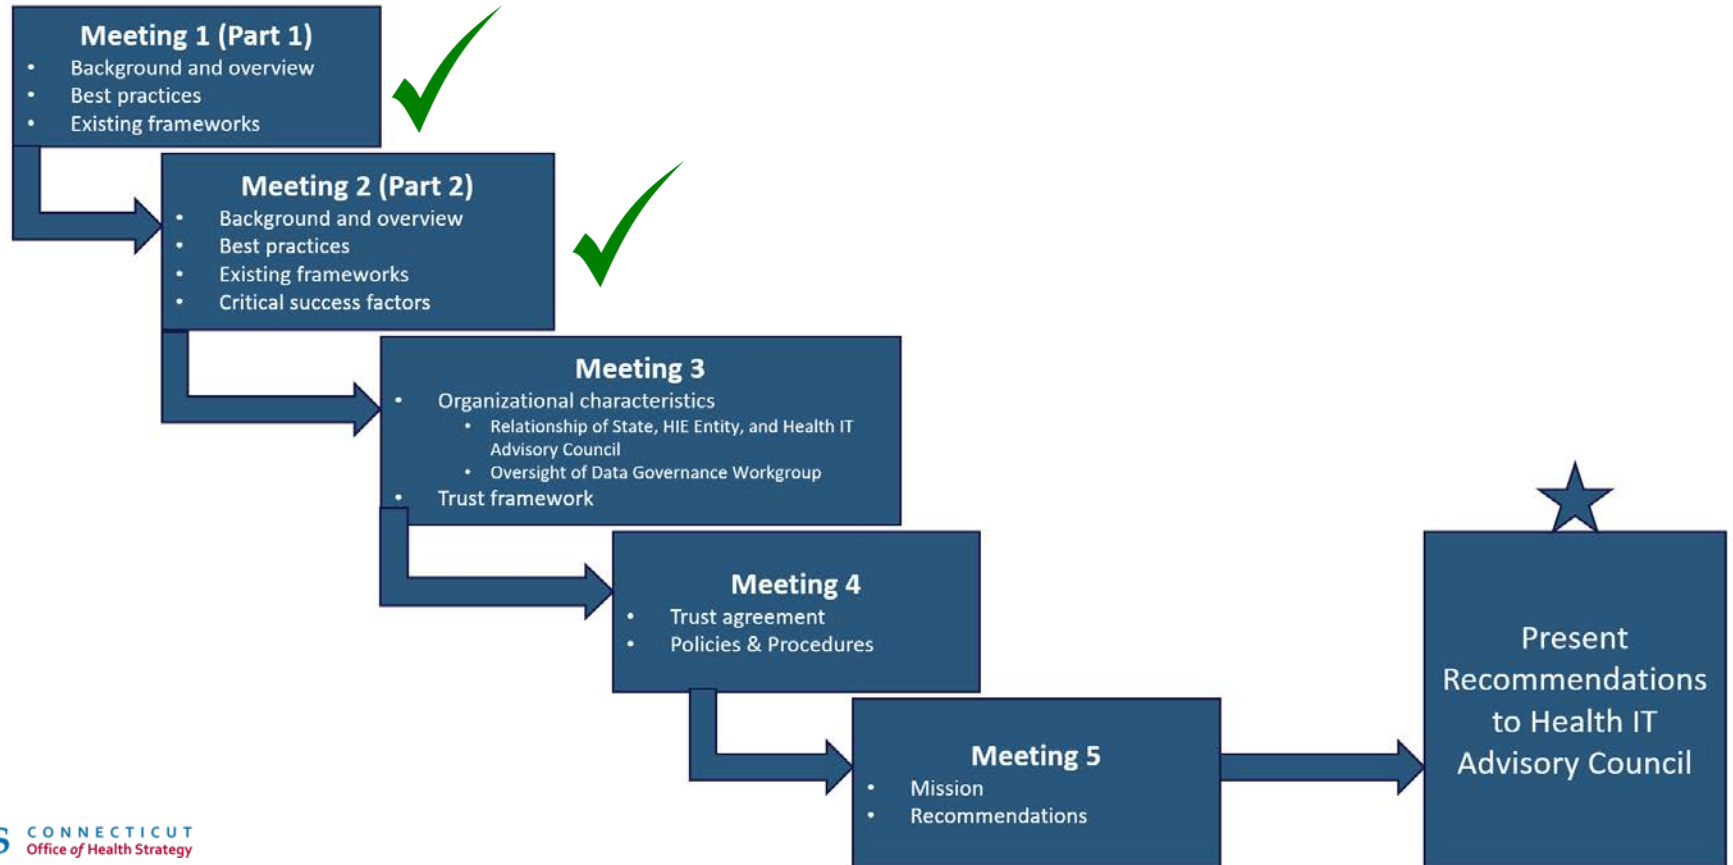 Meeting 1 (Part 1)
• Background and overview
• Best practices
• Existing frameworks
Meeting 2 (Part 2)
• Background and overview
• Best practices
• Existing frameworks
• Critical success factors
Meeting 3
• Organizational characteristics
• Relationship of State, HIE Entity, and Health IT
Advisory Council
• Oversight of Data Governance Workgroup
• Trust framework
Meeting 4
• Trust agreement
• Policies & Procedures
Meeting 5
• Mission
• Recommendations
Present
Recommendations
to Health IT
Advisory Council
S CONNECTICUT
Office of Health Strategy